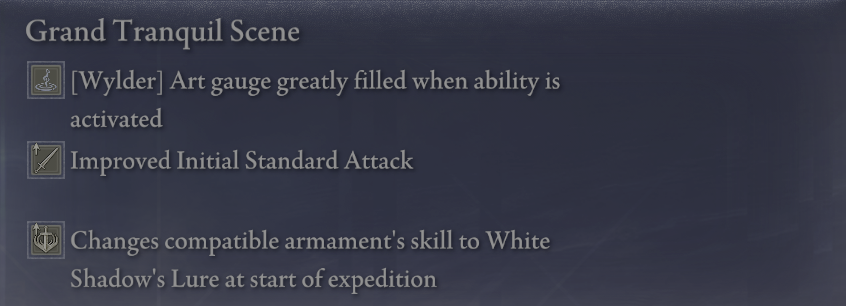 Grand Tranquil Scene
[Wylder] Art gauge greatly filled when ability is
activated
Improved Initial Standard Attack
Changes compatible armament's skill to White
Shadow's Lure at start of expedition